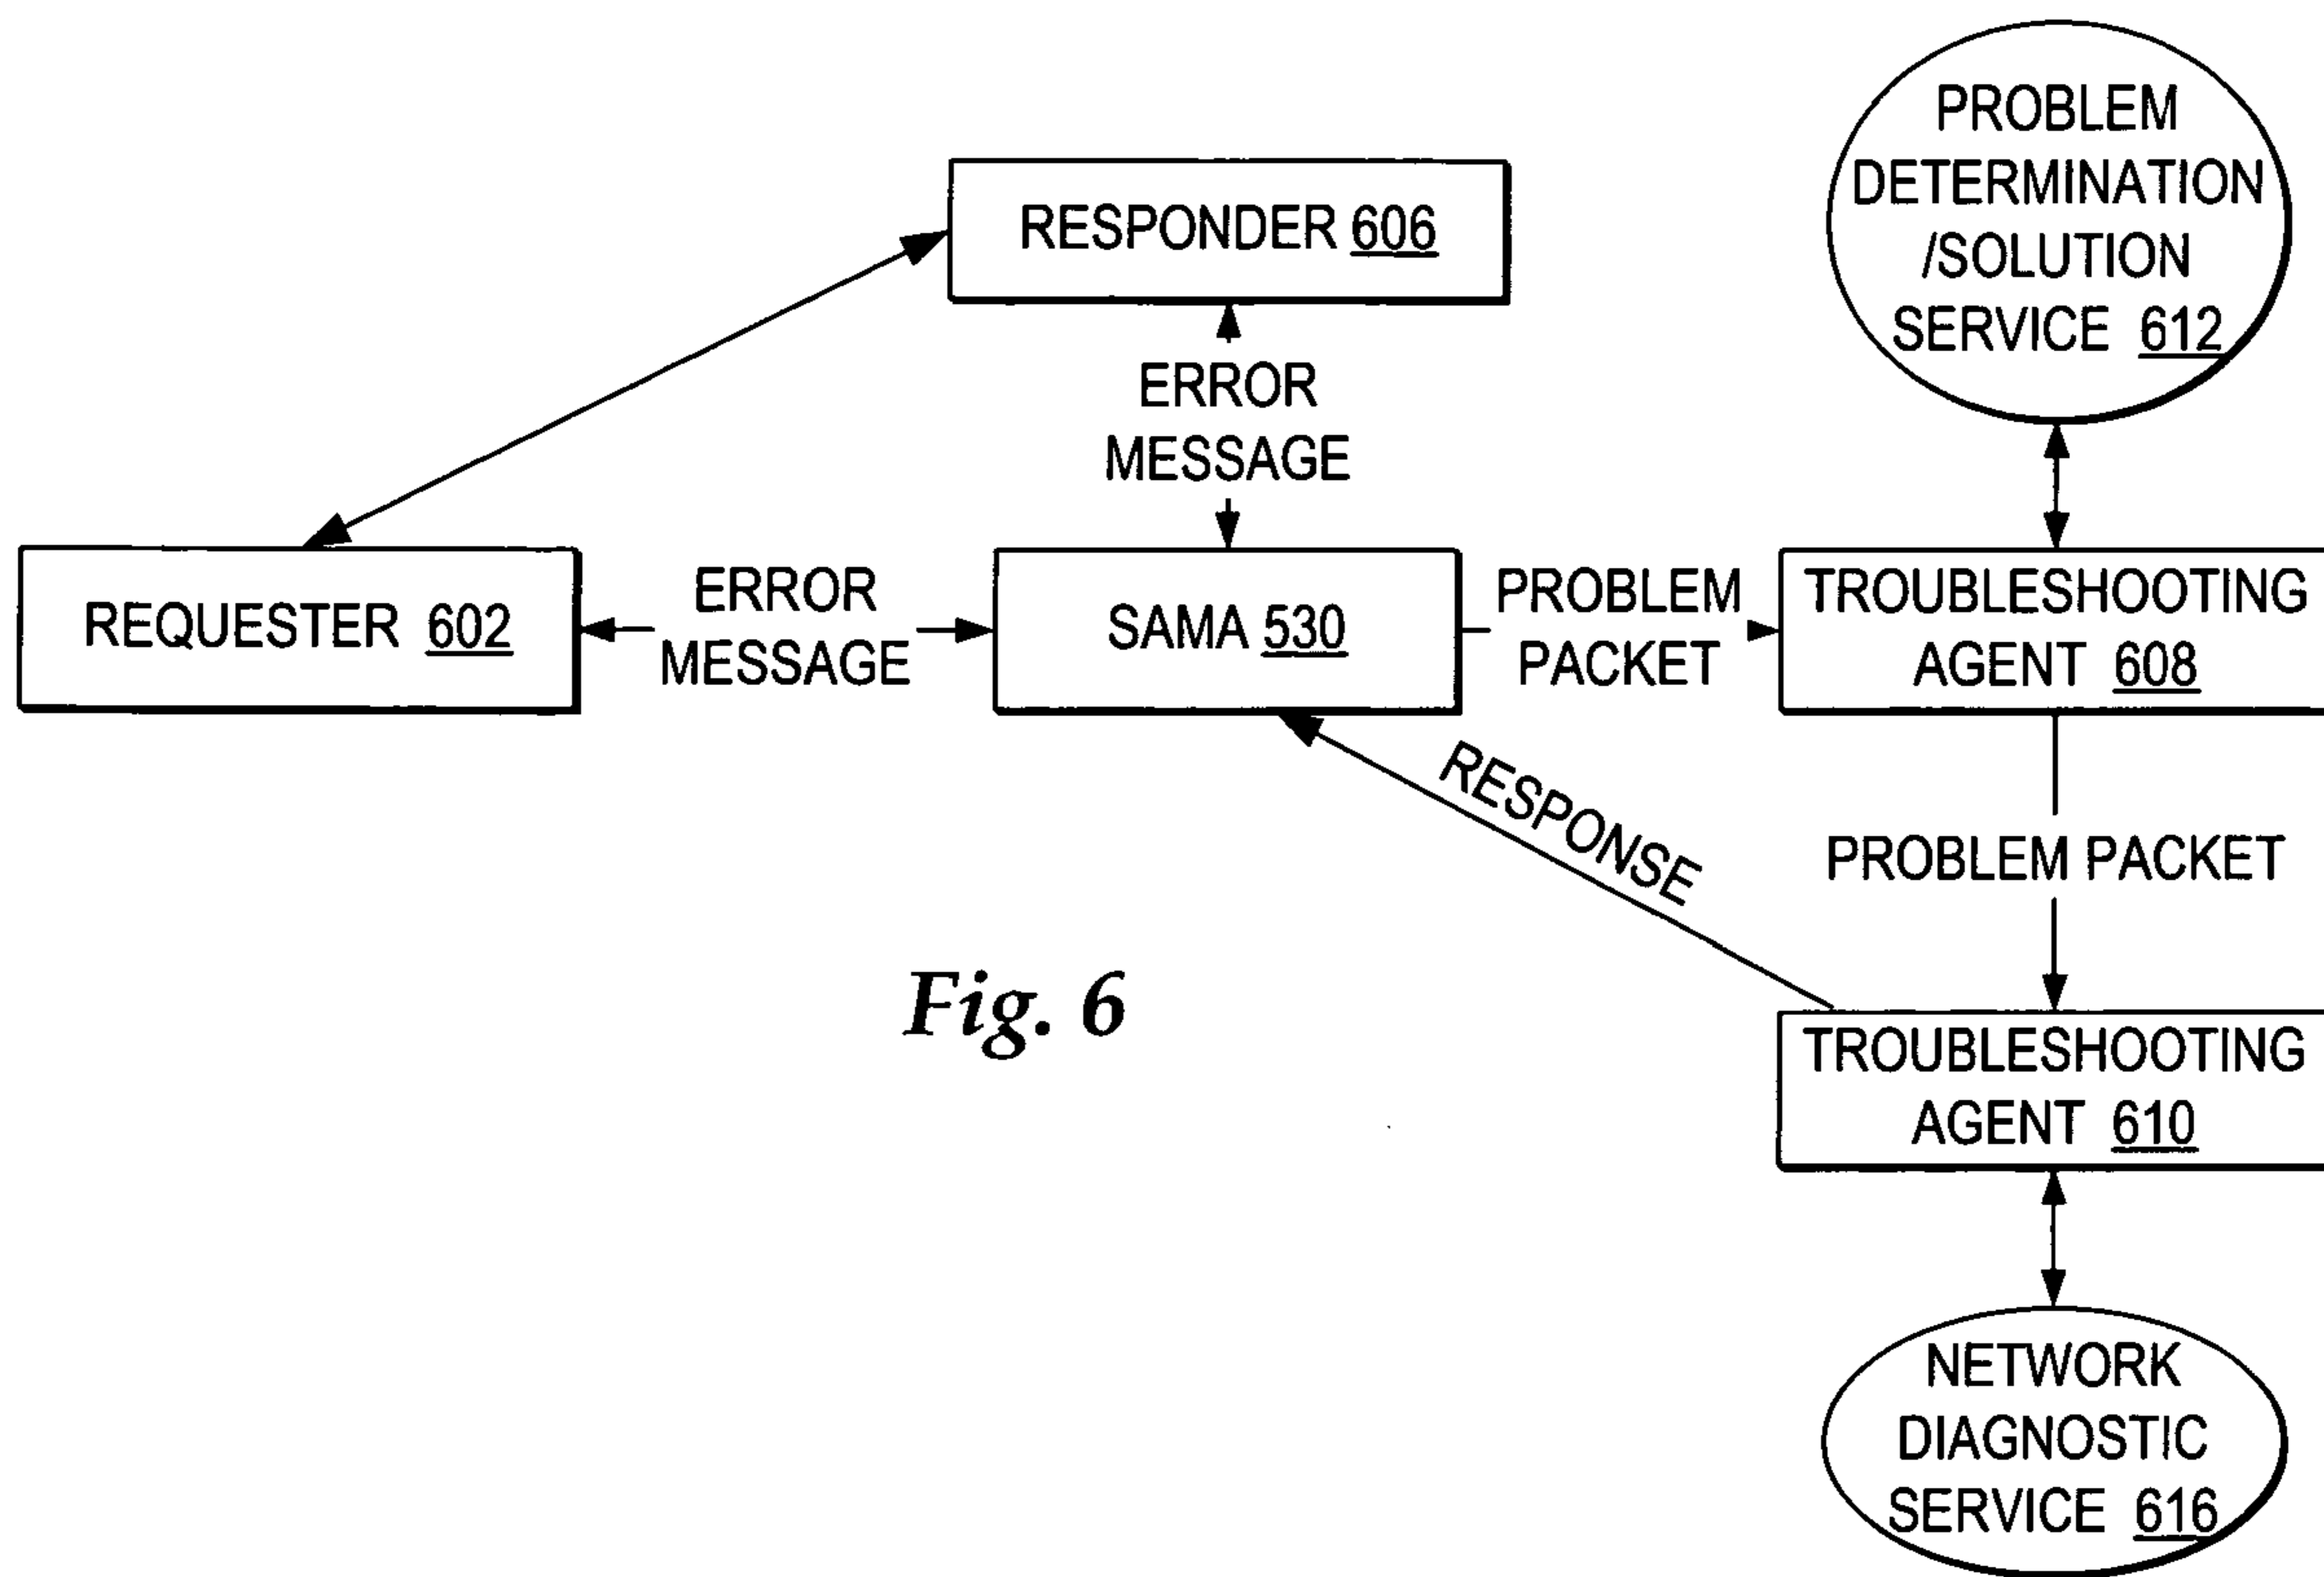 PROBLEM
DETERMINATION
/SOLUTION
SERVICE 612
RESPONDER 606
ERROR
MESSAGE
REQUESTER 602
ERROR
MESSAGE
SAMA 530
PROBLEM
PACKET
TROUBLESHOOTING
AGENT 608
RESPONSE
PROBLEM PACKET
Fig. 6
TROUBLESHOOTING
AGENT 610
NETWORK
DIAGNOSTIC
SERVICE 616